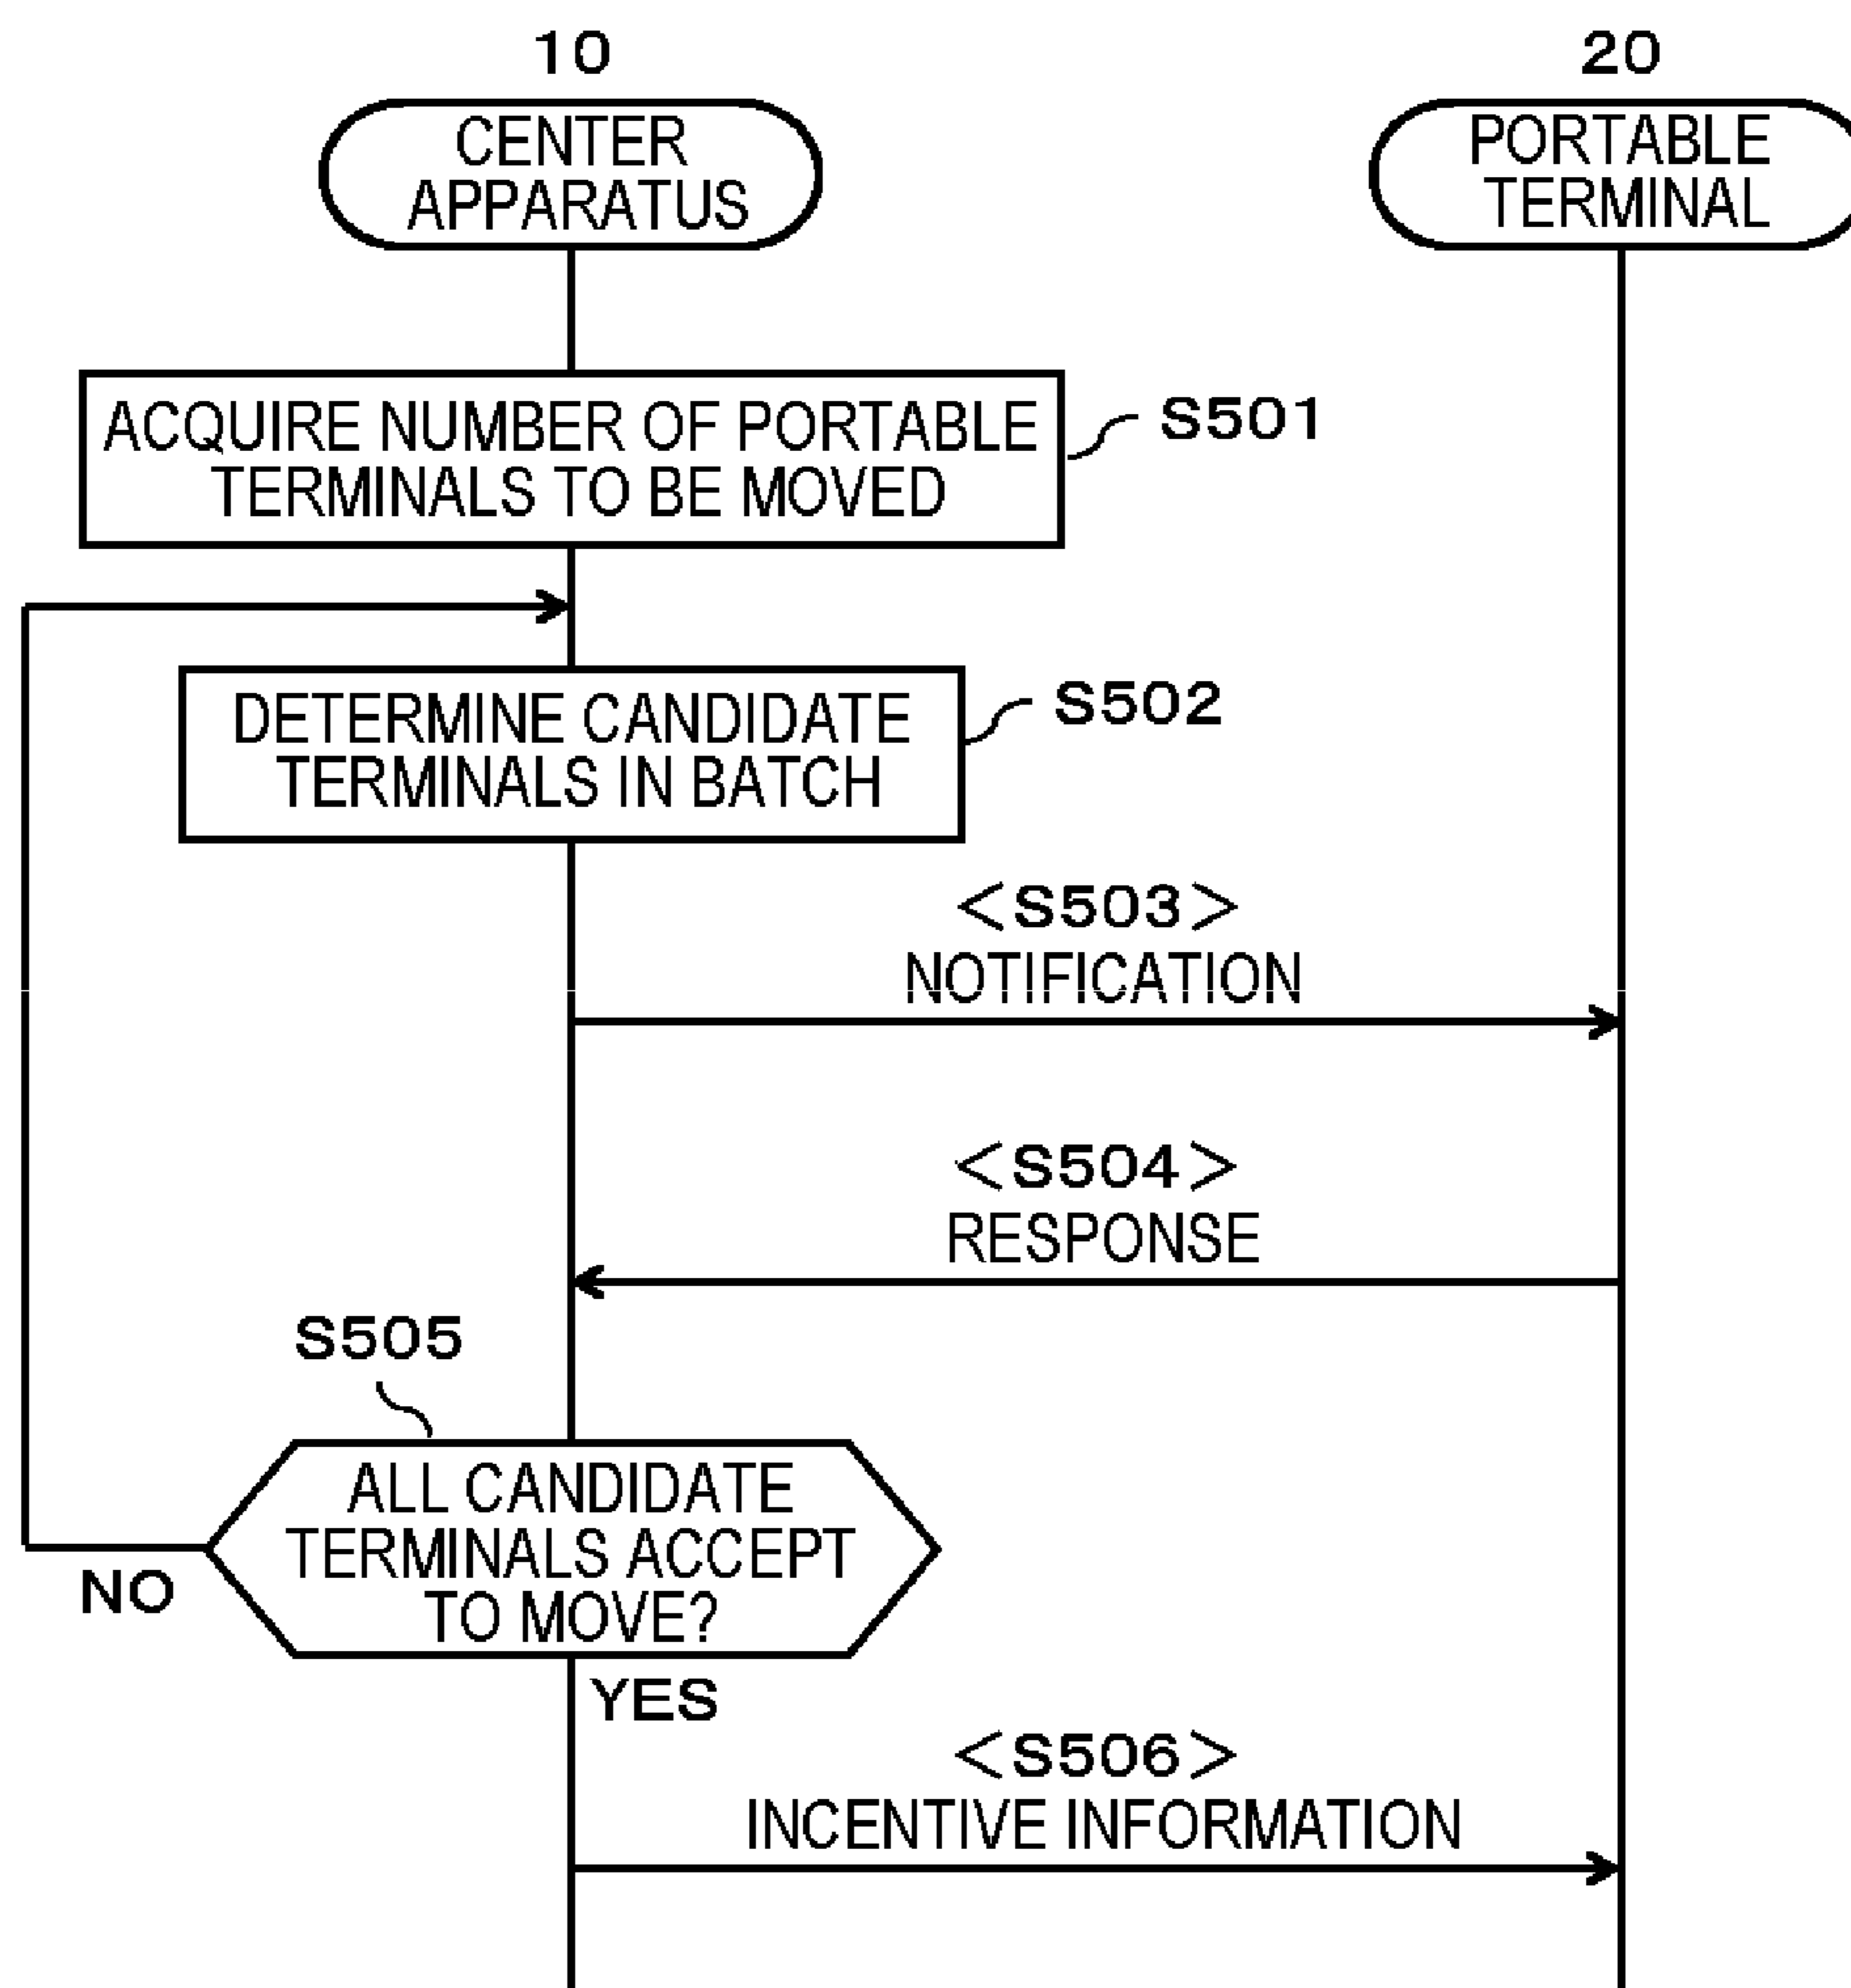 10
CENTER
APPARATUS
20
PORTABLE
TERMINAL
ACQUIRE NUMBER OF PORTABLE
TERMINALS TO BE MOVED
S501
DETERMINE CANDIDATE
TERMINALS IN BATCH
S502
<S503>
NOTIFICATION
<S504>
RESPONSE
S505
ALL CANDIDATE
TERMINALS ACCEPT
TO MOVE?
NO
YES
<S506>
INCENTIVE INFORMATION